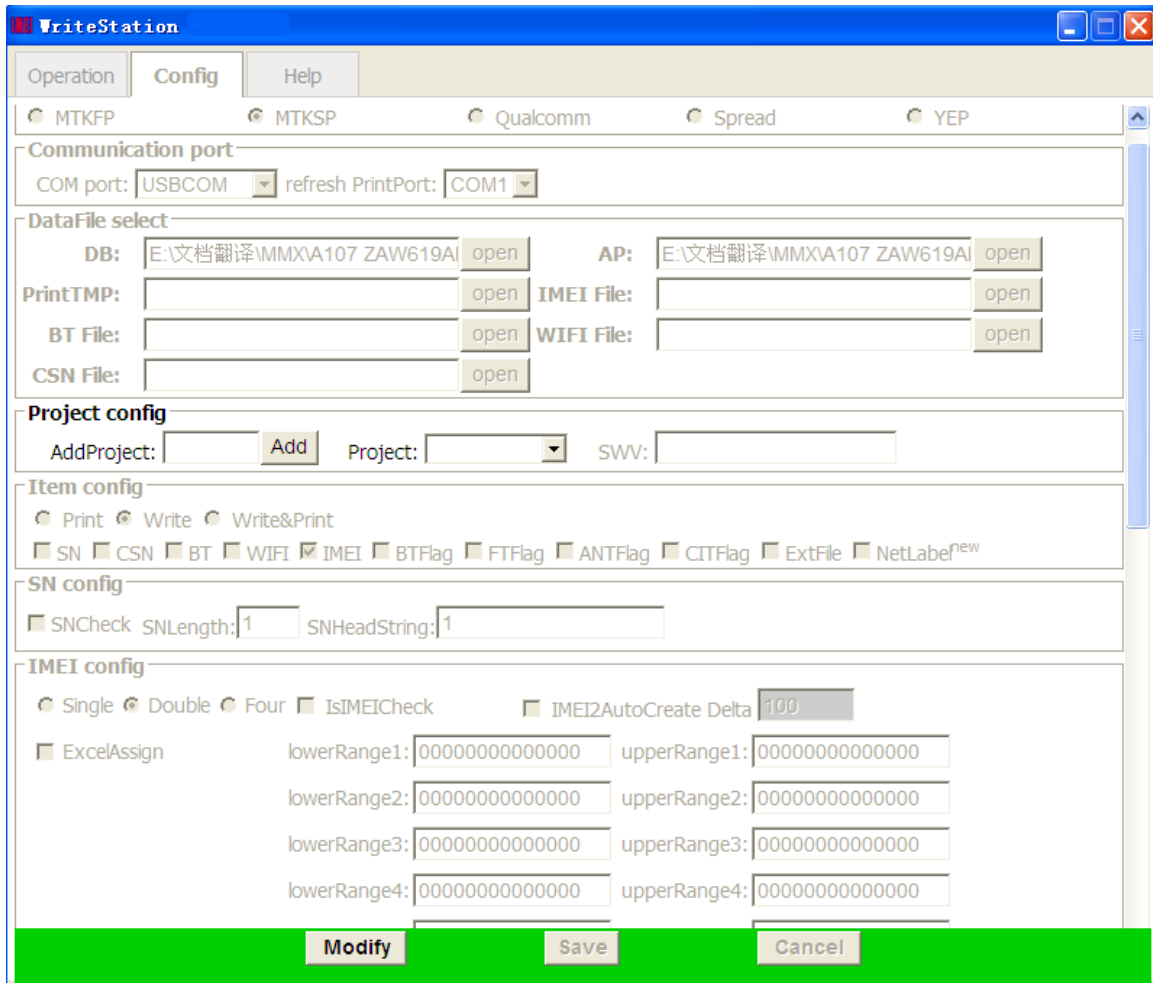 WriteStation
Operation Config Help
MTKFP MTKSP Qualcomm Spread YEP
Communication port
COM port: USBCOM refresh PrintPort: COM1
DataFile select
DB: E:\文档翻译\MMX\A107 ZAW619A open AP: E:\文档翻译\MMX\A107 ZAW619A open
PrintTMP: open IMEI File: open
BT File: open WIFI File: open
CSN File: open
Project config
AddProject: Add Project: SWV:
Item config
Print Write Write&Print
SN CSN BT WIFI IMEI BTFlag FTFlag ANTFlag CITFlag ExtFile NetLabel new
SN config
SNCheck SNLength: 1 SNHeadString: 1
IMEI config
Single Double Four IsIMEICheck IMEI2AutoCreate Delta 100
ExcelAssign lowerRange1: 00000000000000 upperRange1: 00000000000000
lowerRange2: 00000000000000 upperRange2: 00000000000000
lowerRange3: 00000000000000 upperRange3: 00000000000000
lowerRange4: 00000000000000 upperRange4: 00000000000000
Modify Save Cancel